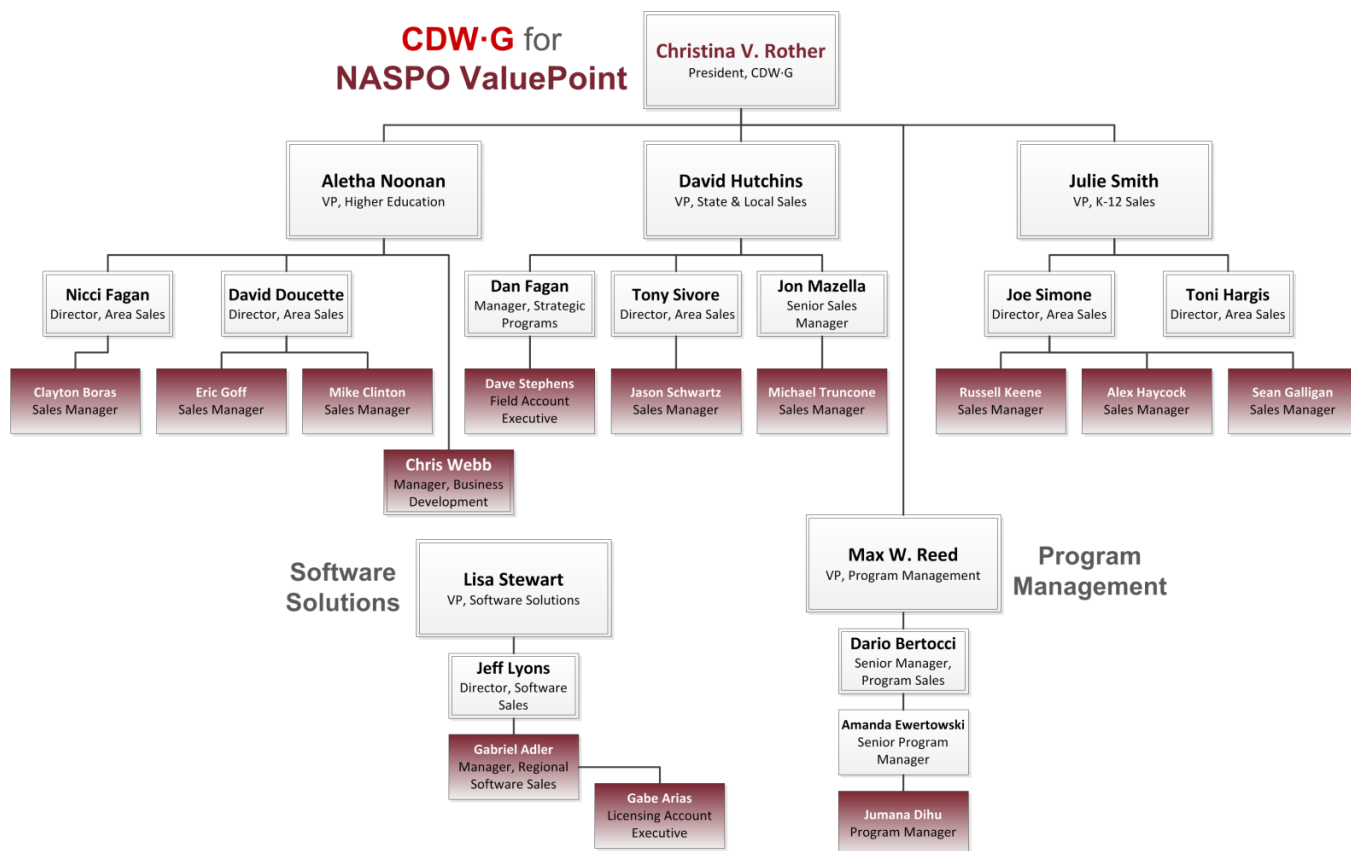 CDW·G for
NASPO ValuePoint
Christina V. Rother
President, CDW·G
Aletha Noonan
VP, Higher Education
David Hutchins
VP, State & Local Sales
Julie Smith
VP, K-12 Sales
Nicci Fagan
Director, Area Sales
David Doucette
Director, Area Sales
Dan Fagan
Manager, Strategic
Programs
Tony Sivore
Director, Area Sales
Jon Mazella
Senior Sales
Manager
Joe Simone
Director, Area Sales
Toni Hargis
Director, Area Sales
Clayton Boras
Sales Manager
Eric Goff
Sales Manager
Mike Clinton
Sales Manager
Dave Stephens
Field Account
Executive
Jason Schwartz
Sales Manager
Michael Truncone
Sales Manager
Russell Keene
Sales Manager
Alex Haycock
Sales Manager
Sean Galligan
Sales Manager
Chris Webb
Manager, Business
Development
Software
Solutions
Lisa Stewart
VP, Software Solutions
Max W. Reed
VP, Program Management
Program
Management
Jeff Lyons
Director, Software
Sales
Dario Bertocci
Senior Manager,
Program Sales
Gabriel Adler
Manager, Regional
Software Sales
Amanda Ewertowski
Senior Program
Manager
Gabe Arias
Licensing Account
Executive
Jumana Dihu
Program Manager